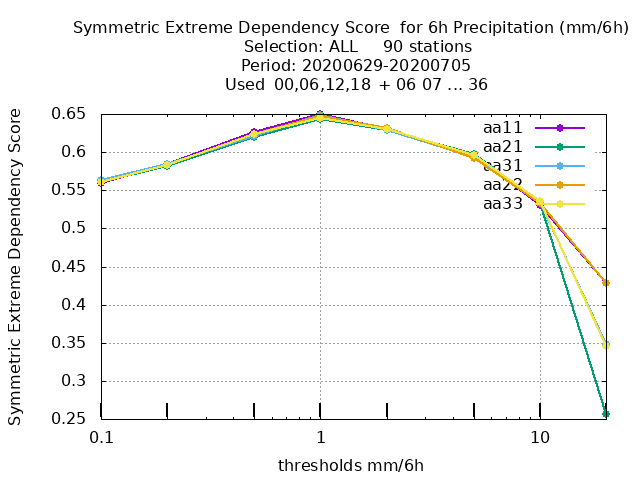 Symmetric Extreme Dependency Score  for 6h Precipitation (mm/6h)
Selection: ALL     90 stations
Period: 20200629-20200705
Used  00,06,12,18 + 06 07 ... 36
Symmetric Extreme Dependency Score
0.65
0.6
0.55
0.5
0.45
0.4
0.35
0.3
0.25
aa11
aa21
aa31
aa22
aa33
0.1
1
10
thresholds mm/6h